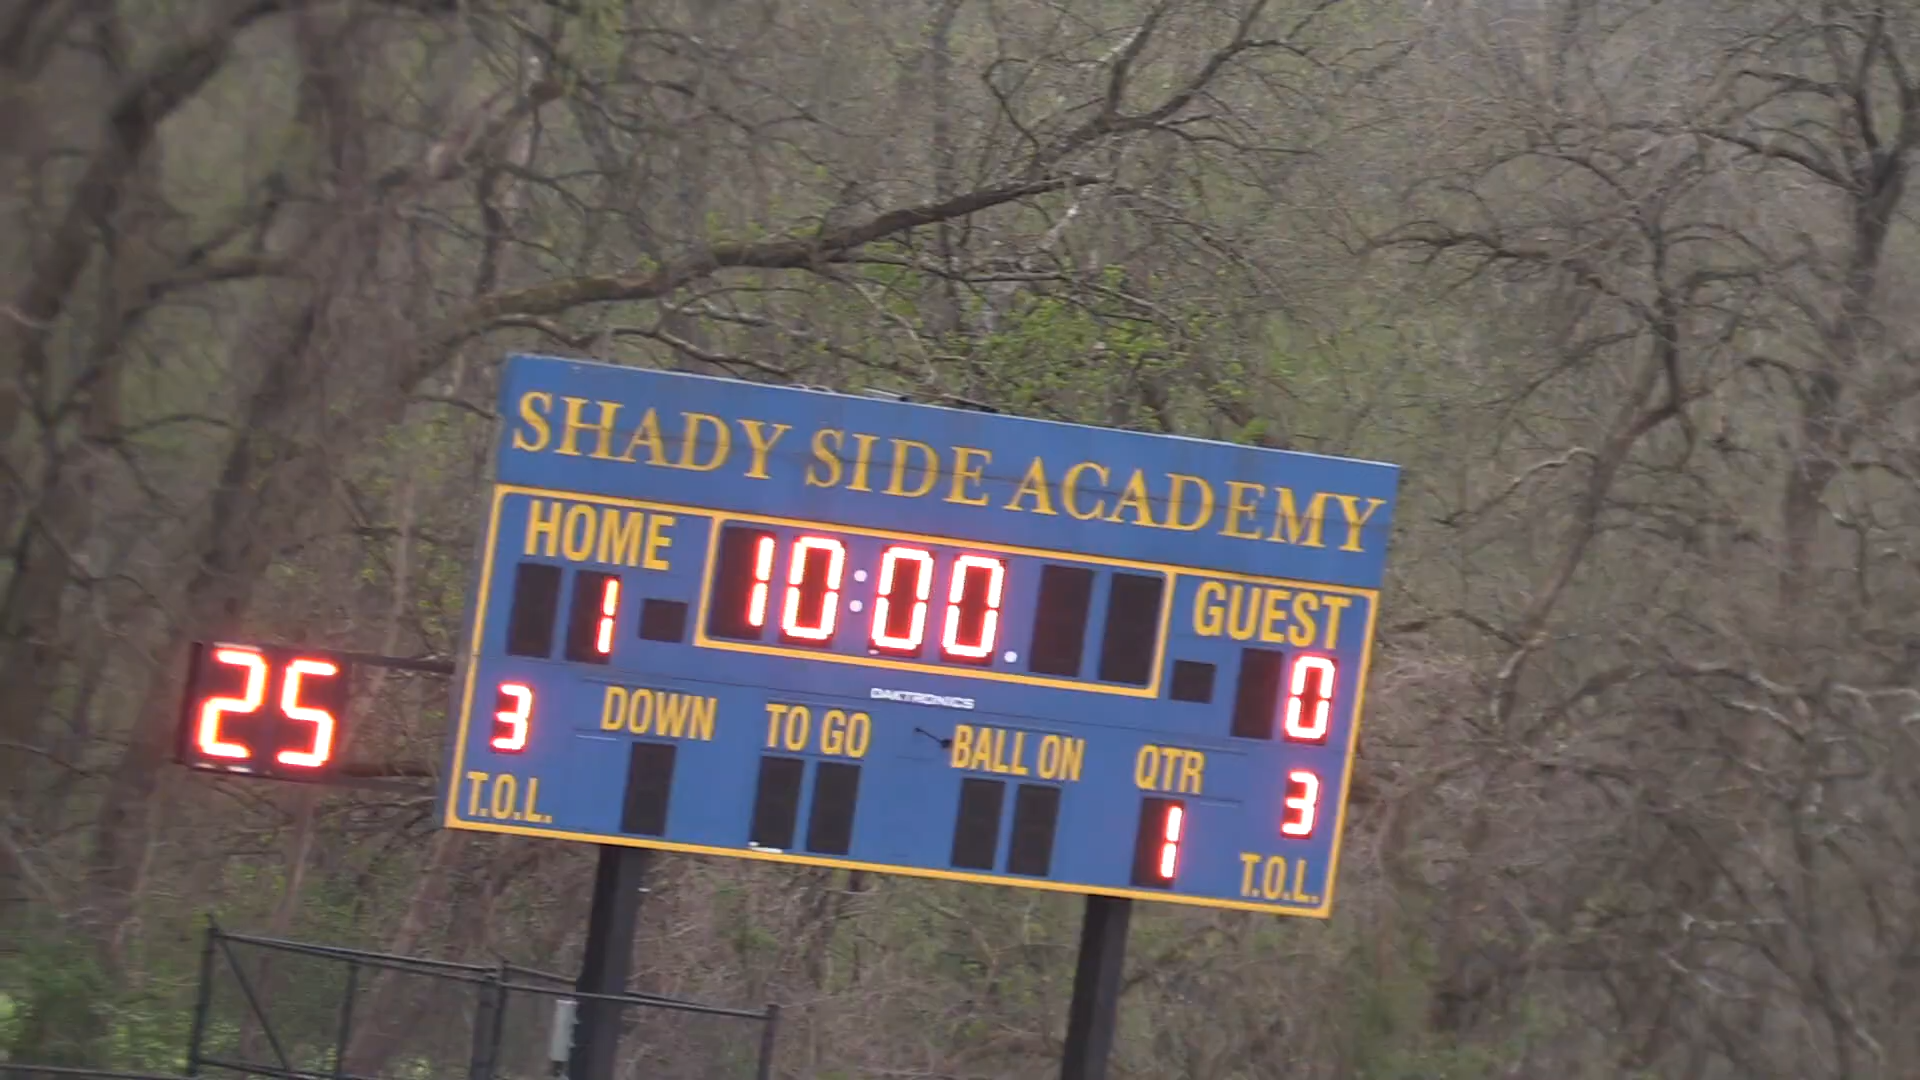 SHADY SIDE ACADEMY
HOME 10:00 GUEST
1 0
25
DAKTRONICS
3 DOWN TO GO BALL ON QTR 3
T.O.L. 1 T.O.L.